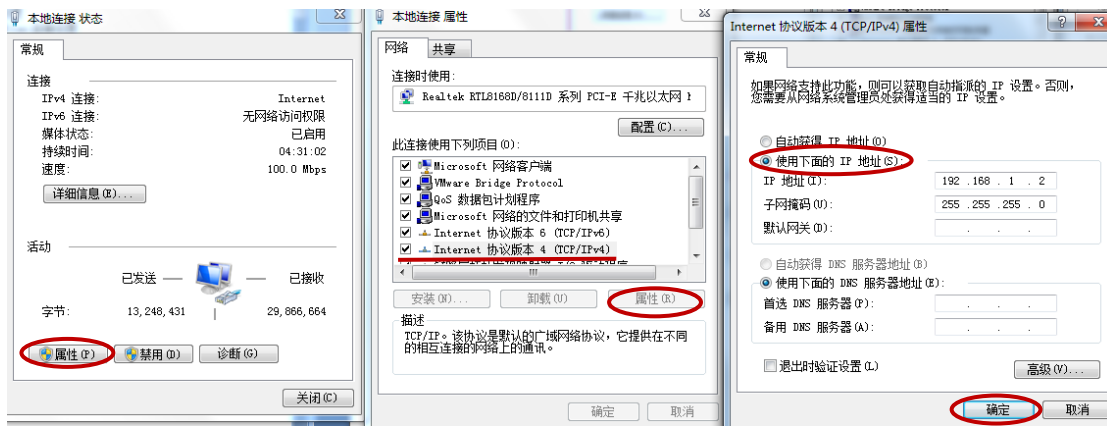 本地连接 状态
常规
连接
IPv4 连接: Internet
IPv6 连接: 无网络访问权限
媒体状态: 已启用
持续时间: 04:31:02
速度: 100.0 Mbps
详细信息(E)...
活动
已发送 — — 已接收
字节: 13,248,431 | 29,866,664
属性(P) 禁用(D) 诊断(G)
关闭(C)
本地连接 属性
网络 共享
连接时使用:
Realtek RTL8168D/8111D 系列 PCI-E 千兆以太网
配置(C)...
此连接使用下列项目(O):
Microsoft 网络客户端
VMware Bridge Protocol
QoS 数据包计划程序
Microsoft 网络的文件和打印机共享
Internet 协议版本 6 (TCP/IPv6)
Internet 协议版本 4 (TCP/IPv4)
安装(N)... 卸载(U) 属性(R)
描述
TCP/IP。该协议是默认的广域网络协议，它提供在不同
的相互连接的网络上的通讯。
确定 取消
Internet 协议版本 4 (TCP/IPv4) 属性
常规
如果网络支持此功能，则可以获取自动指派的 IP 设置。否则，
您需要从网络系统管理员处获得适当的 IP 设置。
自动获得 IP 地址(O)
使用下面的 IP 地址(S):
IP 地址(I): 192 .168 . 1 . 2
子网掩码(U): 255 .255 .255 . 0
默认网关(D): . . .
自动获得 DNS 服务器地址(B)
使用下面的 DNS 服务器地址(E):
首选 DNS 服务器(P): . . .
备用 DNS 服务器(A): . . .
退出时验证设置(L)
高级(V)...
确定 取消